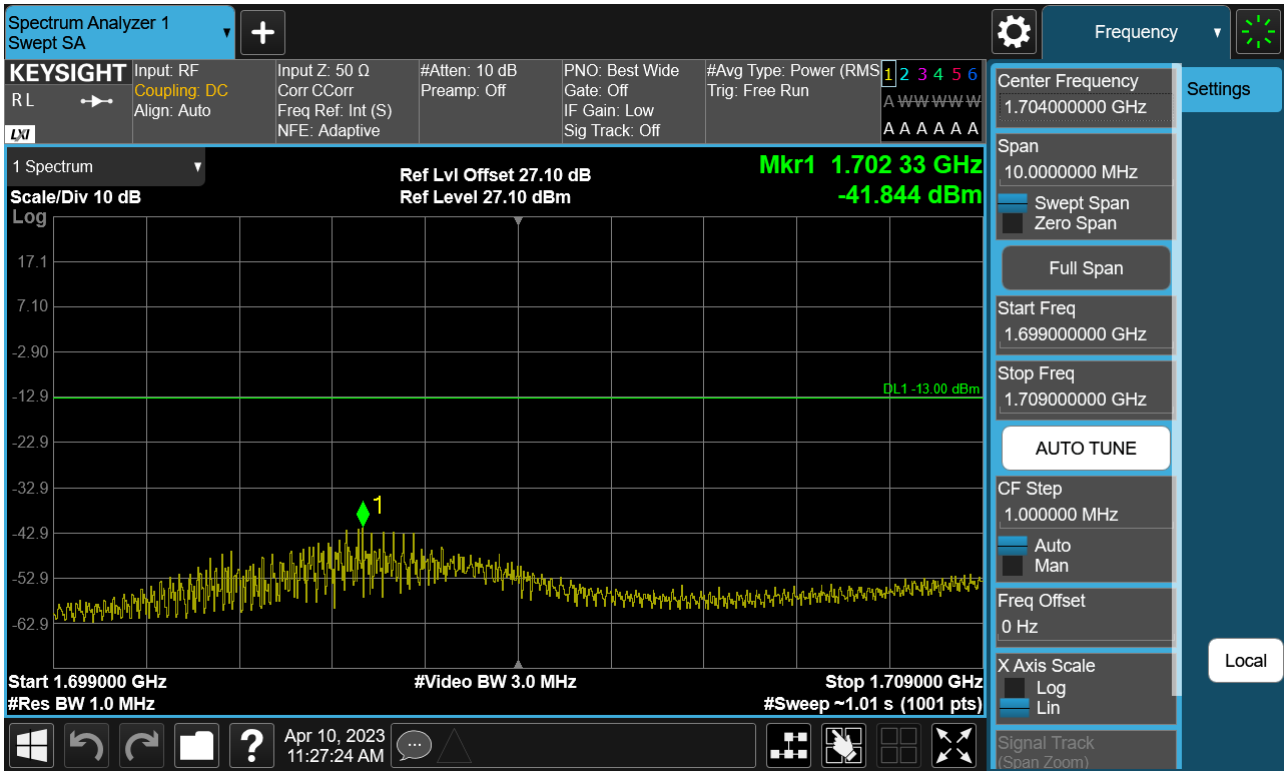 Spectrum Analyzer 1
Swept SA
+
Frequency
KEYSIGHT
RL
LXI
Input: RF
Coupling: DC
Align: Auto
Input Z: 50 Ω
Corr CCorr
Freq Ref: Int (S)
NFE: Adaptive
#Atten: 10 dB
Preamp: Off
PNO: Best Wide
Gate: Off
IF Gain: Low
Sig Track: Off
#Avg Type: Power (RMS
Trig: Free Run
1 2 3 4 5 6
A W W W W W
A A A A A A
1 Spectrum
Scale/Div 10 dB
Log
Ref Lvl Offset 27.10 dB
Ref Level 27.10 dBm
Mkr1 1.702 33 GHz
-41.844 dBm
17.1
7.10
-2.90
-12.9
-22.9
-32.9
-42.9
-52.9
-62.9
DL1 -13.00 dBm
1
Start 1.699000 GHz
#Res BW 1.0 MHz
#Video BW 3.0 MHz
Stop 1.709000 GHz
#Sweep ~1.01 s (1001 pts)
Center Frequency
1.704000000 GHz
Span
10.0000000 MHz
Swept Span
Zero Span
Full Span
Start Freq
1.699000000 GHz
Stop Freq
1.709000000 GHz
AUTO TUNE
CF Step
1.000000 MHz
Auto
Man
Freq Offset
0 Hz
X Axis Scale
Log
Lin
Signal Track
(Span Zoom)
Settings
Local
?
Apr 10, 2023
11:27:24 AM